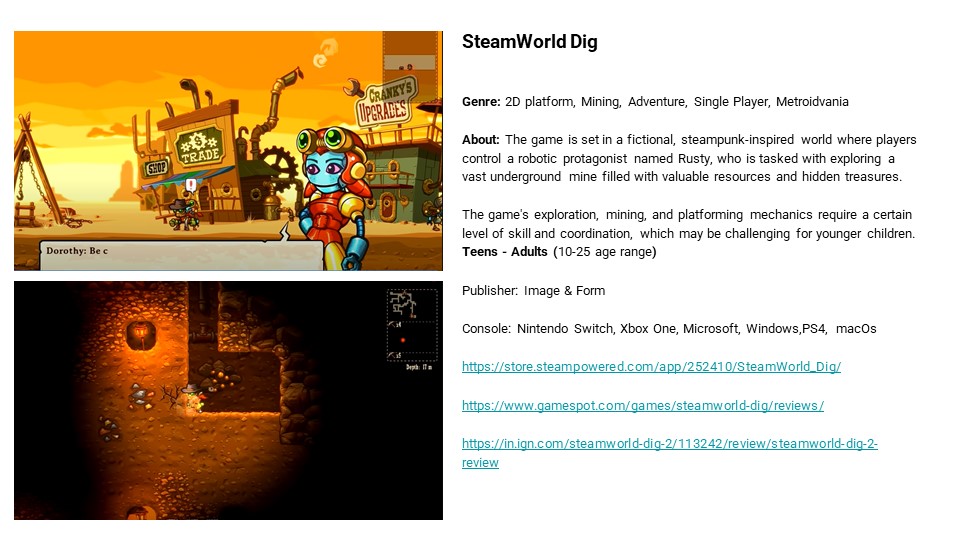 SteamWorld Dig
Genre: 2D platform, Mining, Adventure, Single Player, Metroidvania
About: The game is set in a fictional, steampunk-inspired world where players
control a robotic protagonist named Rusty, who is tasked with exploring a
vast underground mine filled with valuable resources and hidden treasures.
The game's exploration, mining, and platforming mechanics require a certain
level of skill and coordination, which may be challenging for younger children.
Teens - Adults (10-25 age range)
Publisher: Image & Form
Console: Nintendo Switch, Xbox One, Microsoft, Windows,PS4, macOs
https://store.steampowered.com/app/252410/SteamWorld_Dig/
https://www.gamespot.com/games/steamworld-dig/reviews/
https://in.ign.com/steamworld-dig-2/113242/review/steamworld-dig-2-
review
CRANKY'S
UPGRADES
TRADE
SHOP
Dorothy: Be c
Depth: 17 m